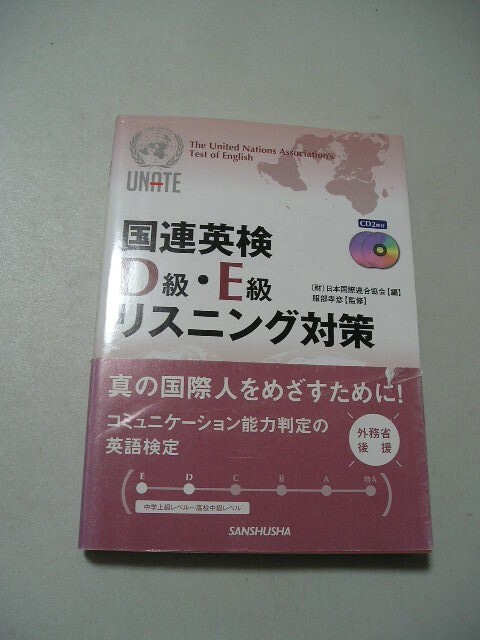 The United Nations Association's
Test of English
UNATE
CD2枚付
国連英検
D級・E級
リスニング対策
(財)日本国際連合協会【編】
服部孝彦【監修】
真の国際人をめざすために!
コミュニケーション能力判定の
英語検定
外務省
後援
E D C B A 特A
中学上級レベル～高校中級レベル
SANSHUSHA